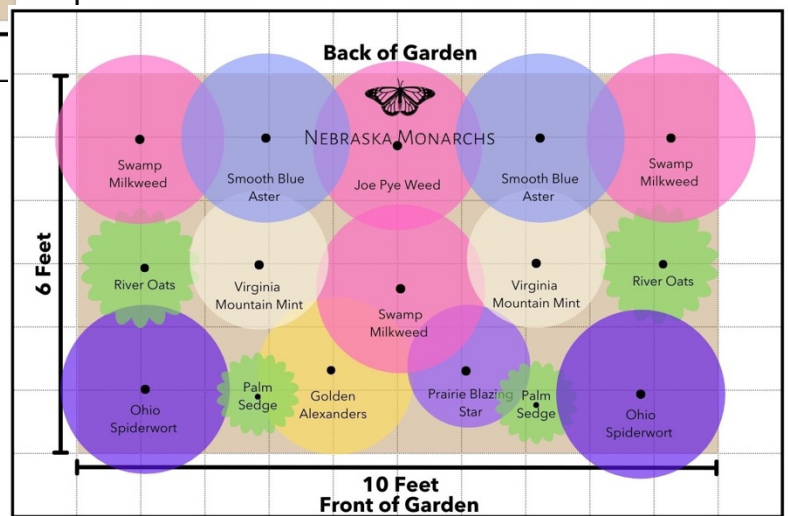 Back of Garden
NEBRASKA MONARCHS
Swamp
Milkweed
Smooth Blue
Aster
Joe Pye Weed
Smooth Blue
Aster
Swamp
Milkweed
6 Feet
River Oats
Virginia
Mountain Mint
Swamp
Milkweed
Virginia
Mountain Mint
River Oats
Ohio
Spiderwort
Palm
Sedge
Golden
Alexanders
Prairie Blazing
Star
Palm
Sedge
Ohio
Spiderwort
10 Feet
Front of Garden